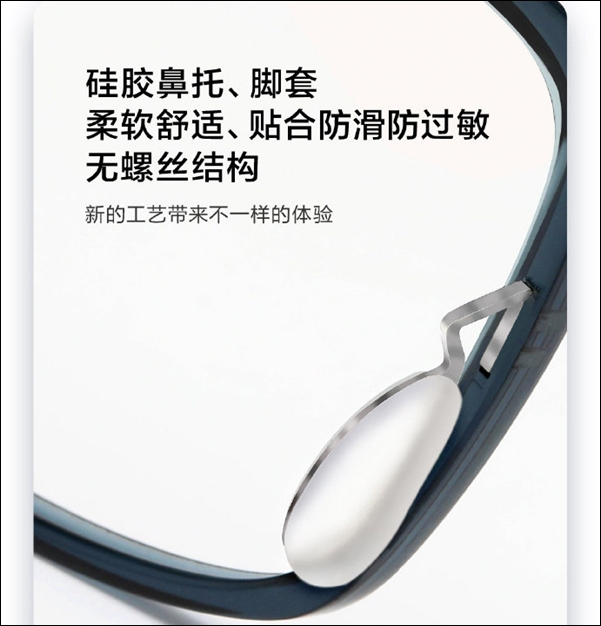 硅胶鼻托、脚套
柔软舒适、贴合防滑防过敏
无螺丝结构
新的工艺带来不一样的体验